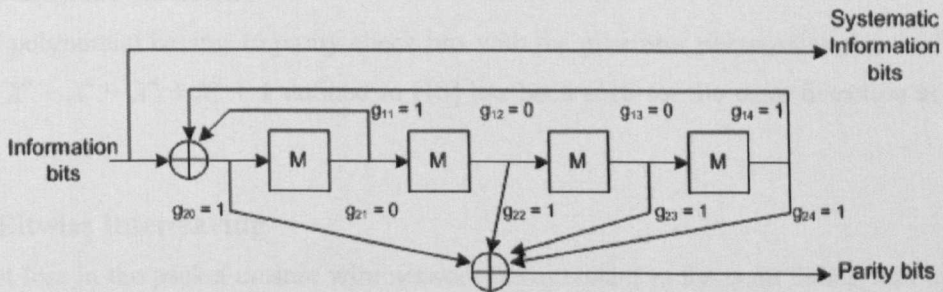 Systematic
Information
bits
g11 = 1
g12 = 0
g13 = 0
g14 = 1
Information
bits
M
M
M
M
g20 = 1
g21 = 0
g22 = 1
g23 = 1
g24 = 1
Parity bits